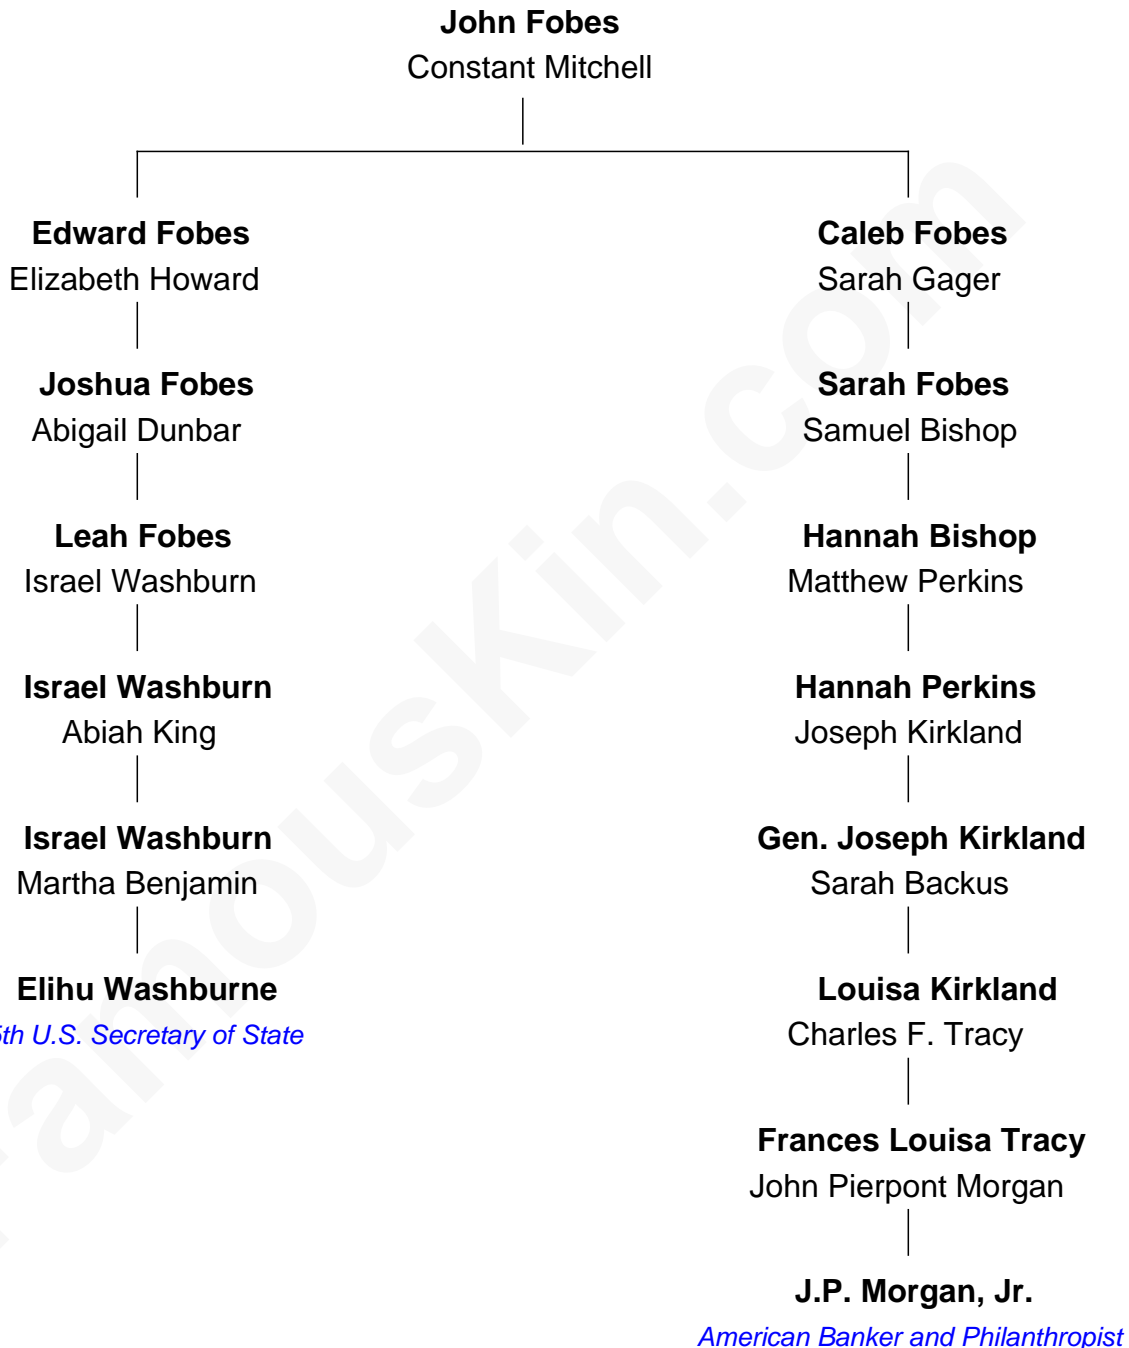 John Fobes
Constant Mitchell
Edward Fobes
Elizabeth Howard
Caleb Fobes
Sarah Gager
Joshua Fobes
Abigail Dunbar
Sarah Fobes
Samuel Bishop
Leah Fobes
Israel Washburn
Hannah Bishop
Matthew Perkins
Israel Washburn
Abiah King
Hannah Perkins
Joseph Kirkland
Israel Washburn
Martha Benjamin
Gen. Joseph Kirkland
Sarah Backus
Elihu Washburne
5th U.S. Secretary of State
Louisa Kirkland
Charles F. Tracy
Frances Louisa Tracy
John Pierpont Morgan
J.P. Morgan, Jr.
American Banker and Philanthropist
FamousKin.com